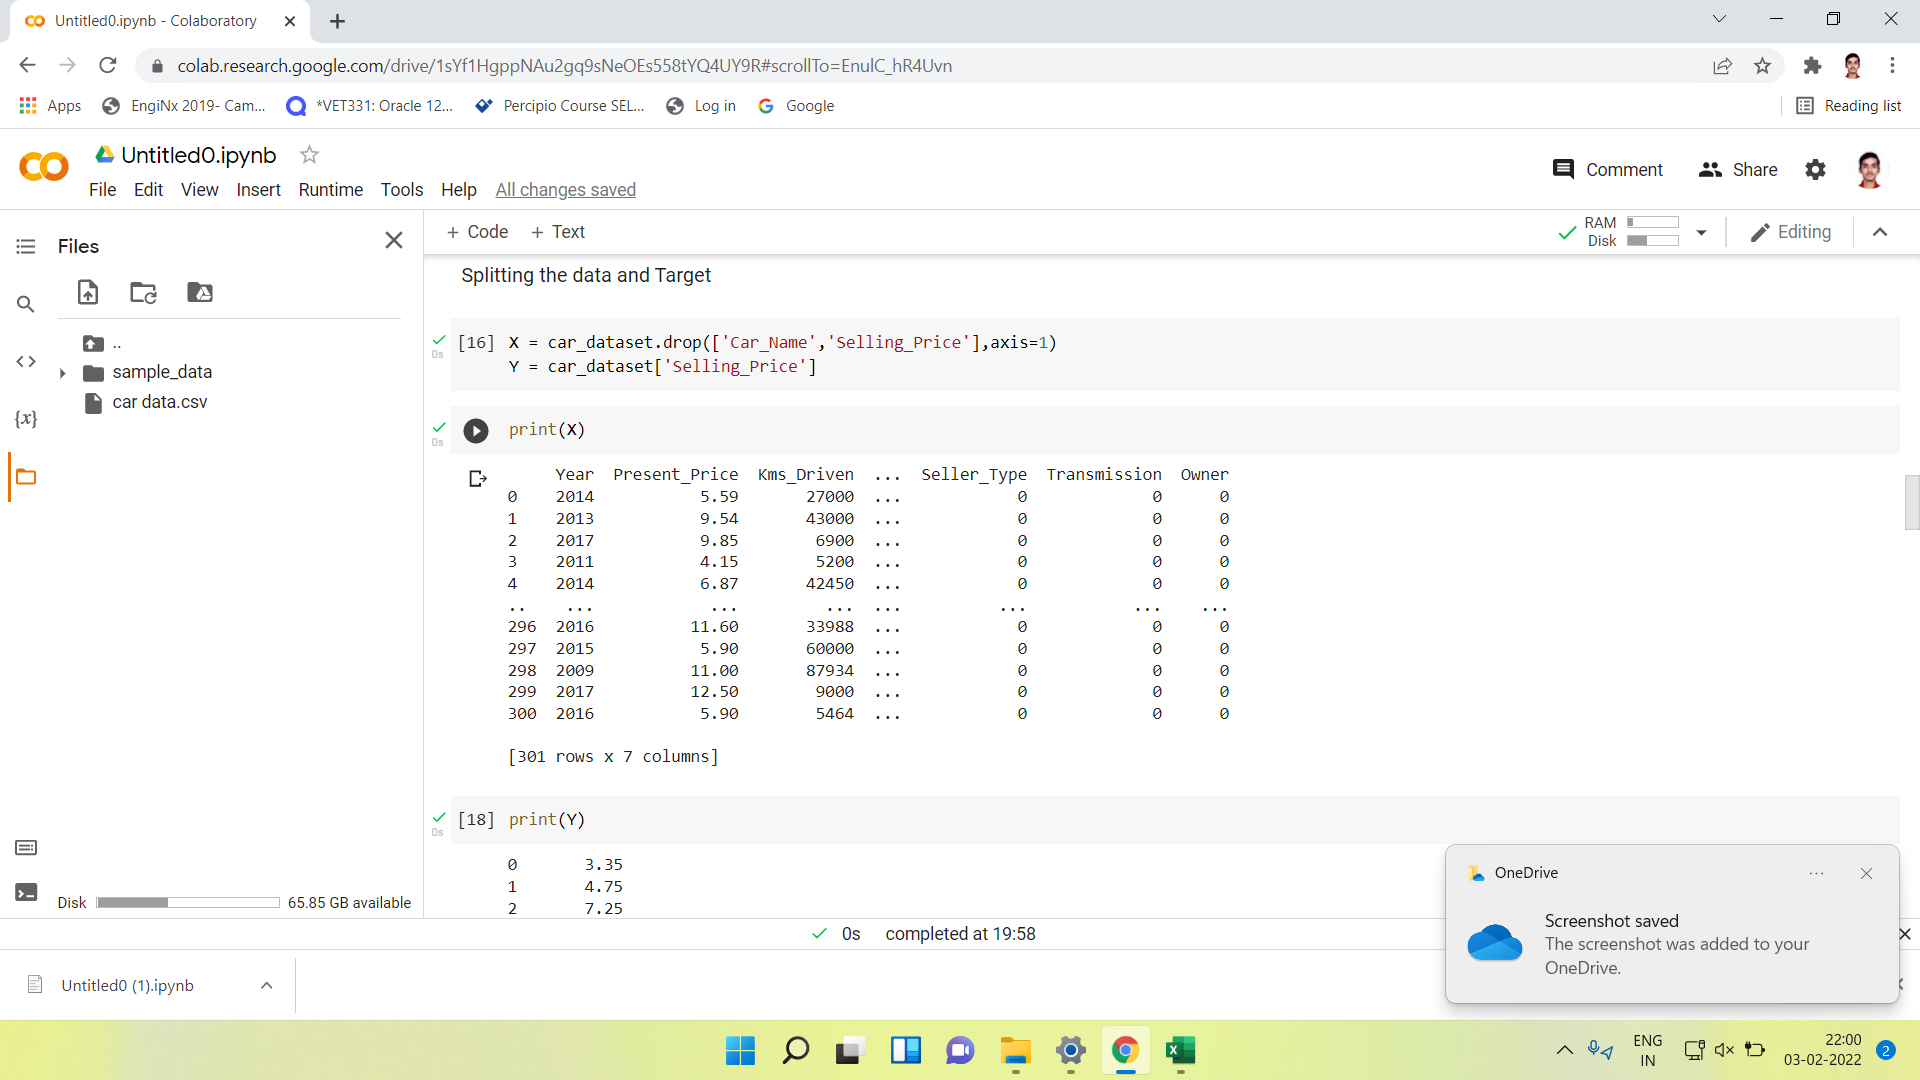 Untitled0.ipynb - Colaboratory
colab.research.google.com/drive/1sYf1HgppNAu2gq9sNeOEs558tYQ4UY9R#scrollTo=EnulC_hR4Uvn
Apps EngiNx 2019- Cam... *VET331: Oracle 12... Percipio Course SEL... Log in Google Reading list
Untitled0.ipynb
Comment Share
File Edit View Insert Runtime Tools Help All changes saved
Files
+ Code + Text
RAM
Disk
Editing
..
sample_data
car data.csv
{x}
Disk 65.85 GB available
Splitting the data and Target
0s
[16] X = car_dataset.drop(['Car_Name','Selling_Price'],axis=1)
Y = car_dataset['Selling_Price']
0s
print(X)
Year Present_Price Kms_Driven ... Seller_Type Transmission Owner
0 2014 5.59 27000 ... 0 0 0
1 2013 9.54 43000 ... 0 0 0
2 2017 9.85 6900 ... 0 0 0
3 2011 4.15 5200 ... 0 0 0
4 2014 6.87 42450 ... 0 0 0
.. ... ... ... ... ... ... ...
296 2016 11.60 33988 ... 0 0 0
297 2015 5.90 60000 ... 0 0 0
298 2009 11.00 87934 ... 0 0 0
299 2017 12.50 9000 ... 0 0 0
300 2016 5.90 5464 ... 0 0 0
[301 rows x 7 columns]
0s
[18] print(Y)
0 3.35
1 4.75
2 7.25
0s completed at 19:58
OneDrive
Screenshot saved
The screenshot was added to your
OneDrive.
Untitled0 (1).ipynb
ENG
IN
22:00
03-02-2022
2